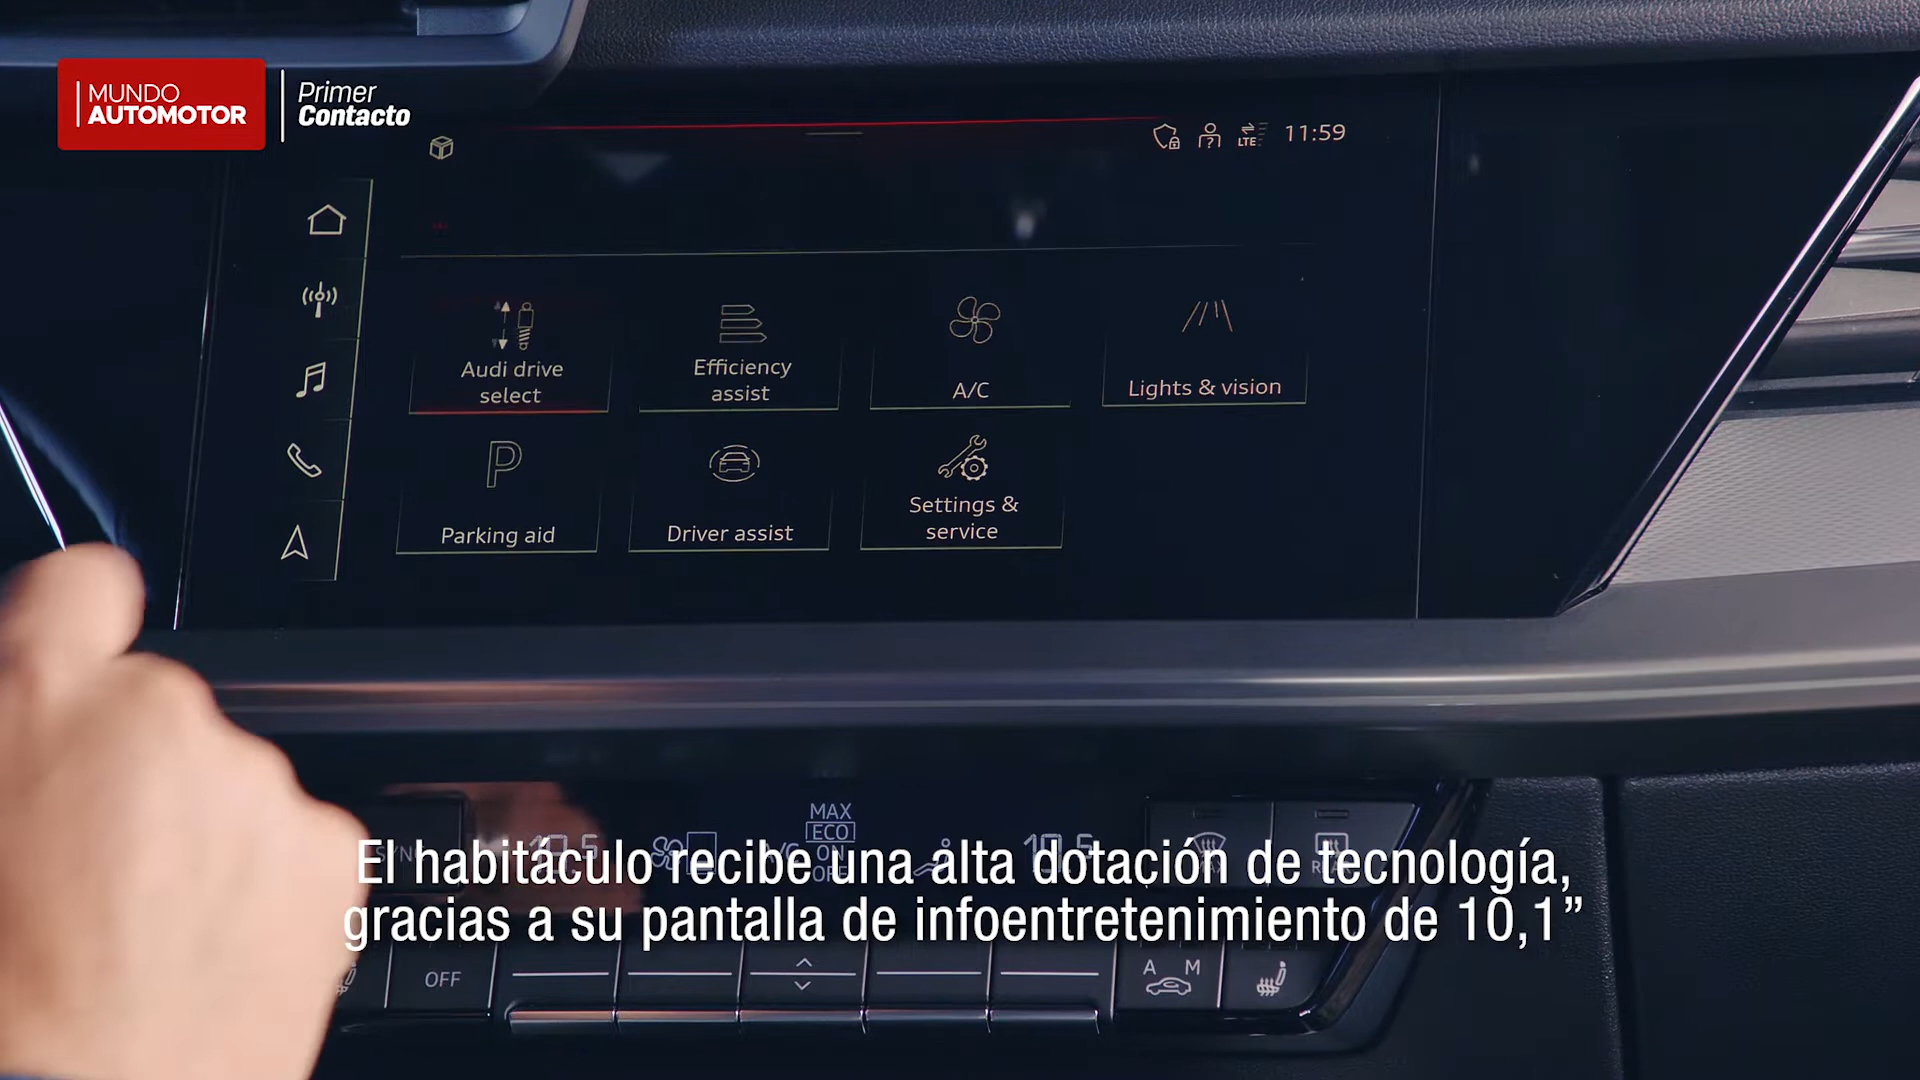 MUNDO
AUTOMOTOR
Primer
Contacto
LTE 11:59
Audi drive
select
Efficiency
assist
A/C
Lights & vision
Parking aid
Driver assist
Settings &
service
MAX
ECO
ON
El habitáculo recibe una alta dotación de tecnología,
gracias a su pantalla de infoentretenimiento de 10,1”
OFF
A M